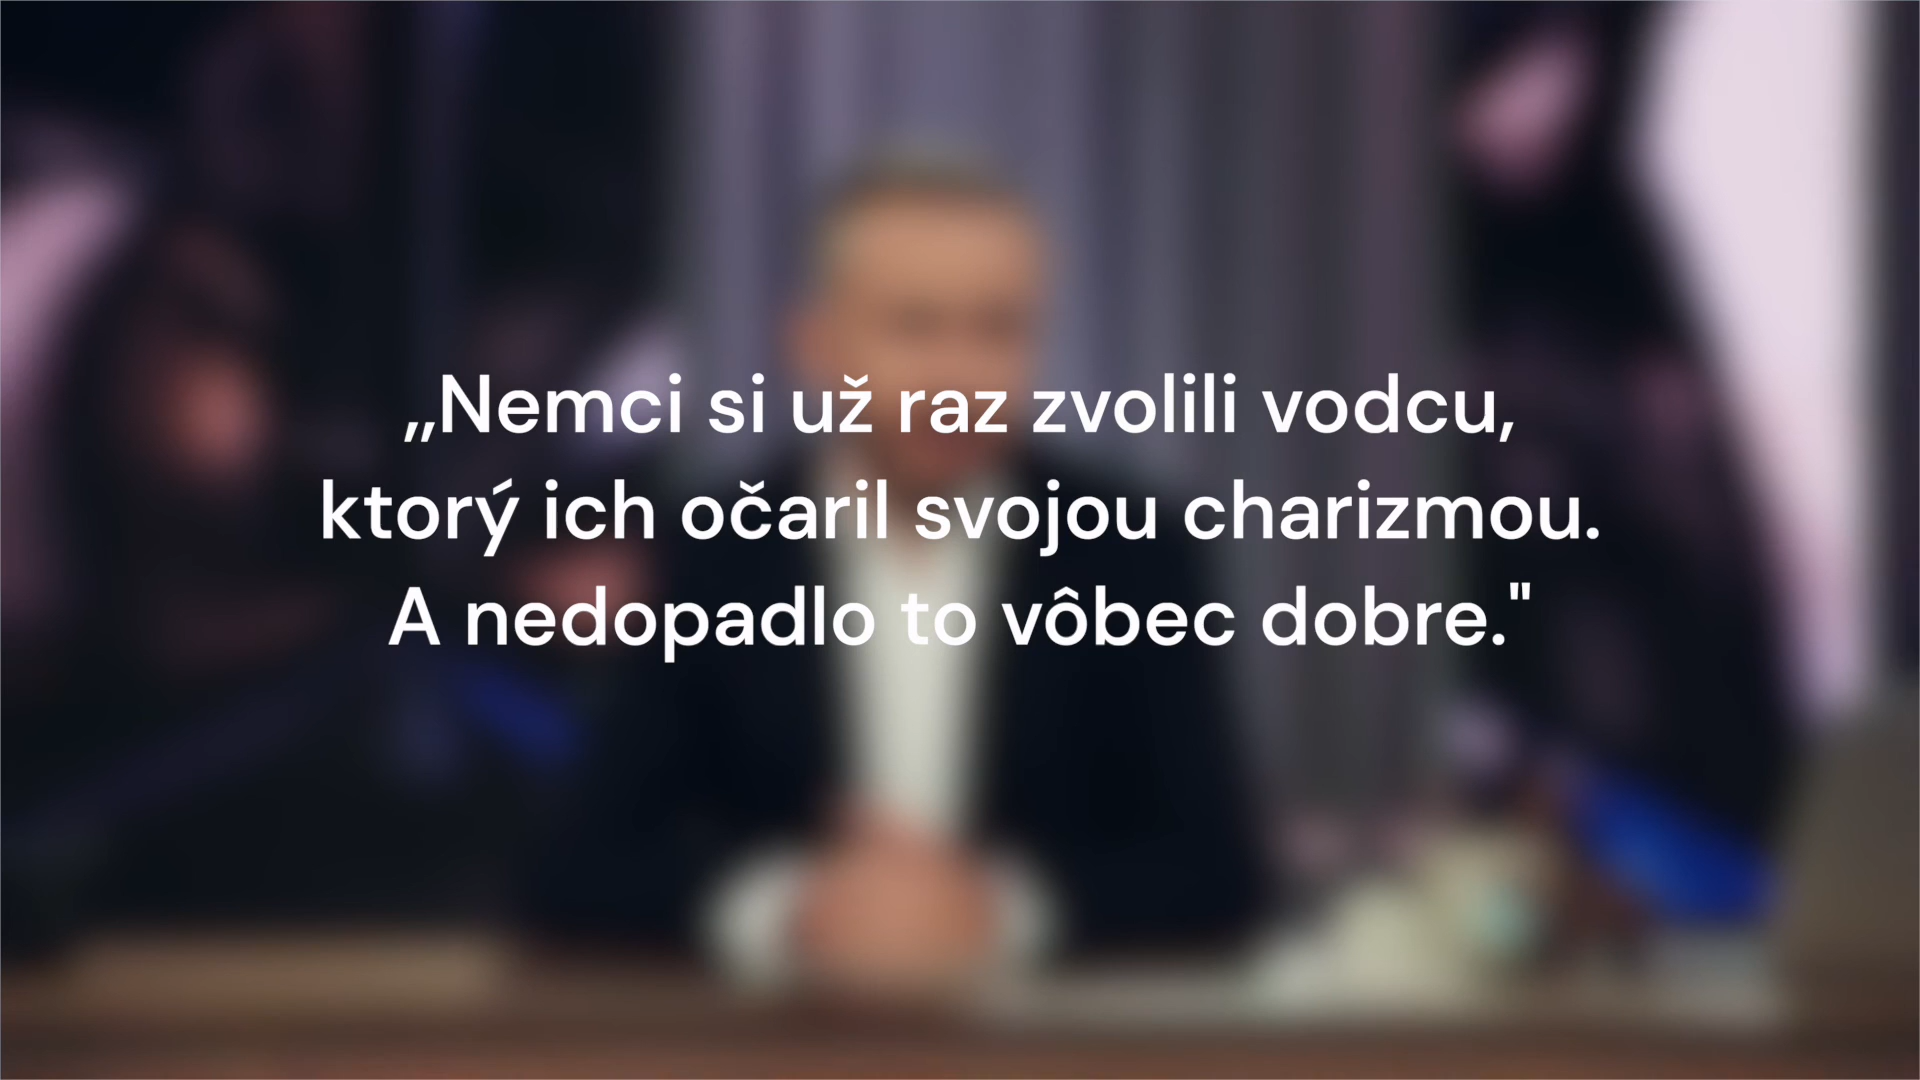 „Nemci si už raz zvolili vodcu,
ktorý ich očaril svojou charizmou.
A nedopadlo to vôbec dobre."